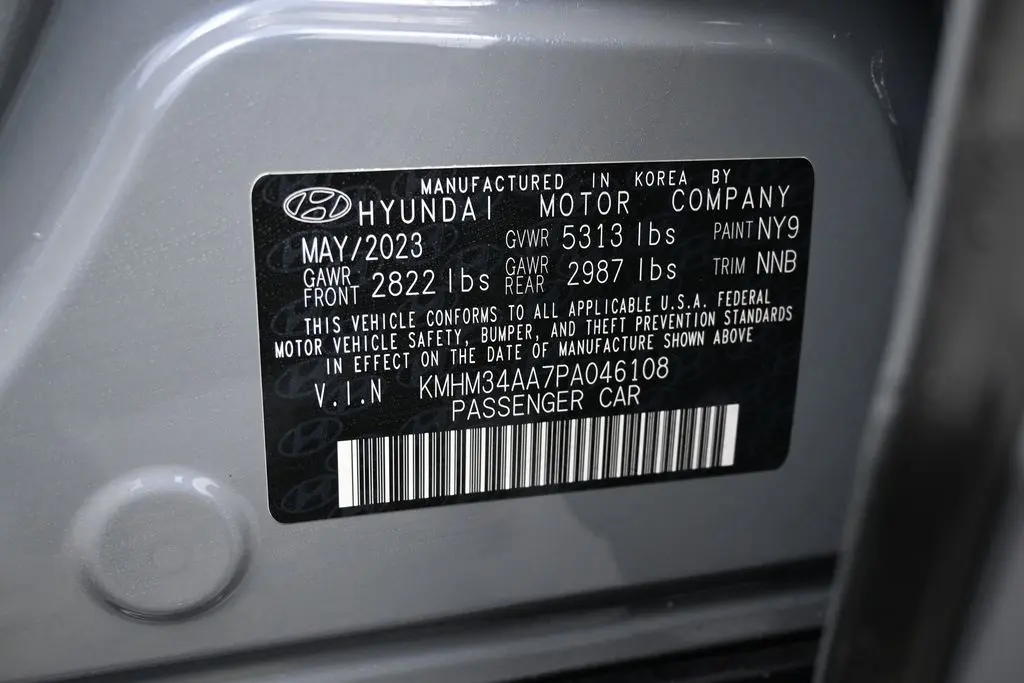 MANUFACTURED IN KOREA BY
HYUNDAI MOTOR COMPANY
MAY/2023 GVWR 5313 lbs PAINT NY9
GAWR FRONT 2822 lbs GAWR REAR 2987 lbs TRIM NNB
THIS VEHICLE CONFORMS TO ALL APPLICABLE U.S.A. FEDERAL
MOTOR VEHICLE SAFETY, BUMPER, AND THEFT PREVENTION STANDARDS
IN EFFECT ON THE DATE OF MANUFACTURE SHOWN ABOVE
V.I.N KMHM34AA7PA046108
PASSENGER CAR